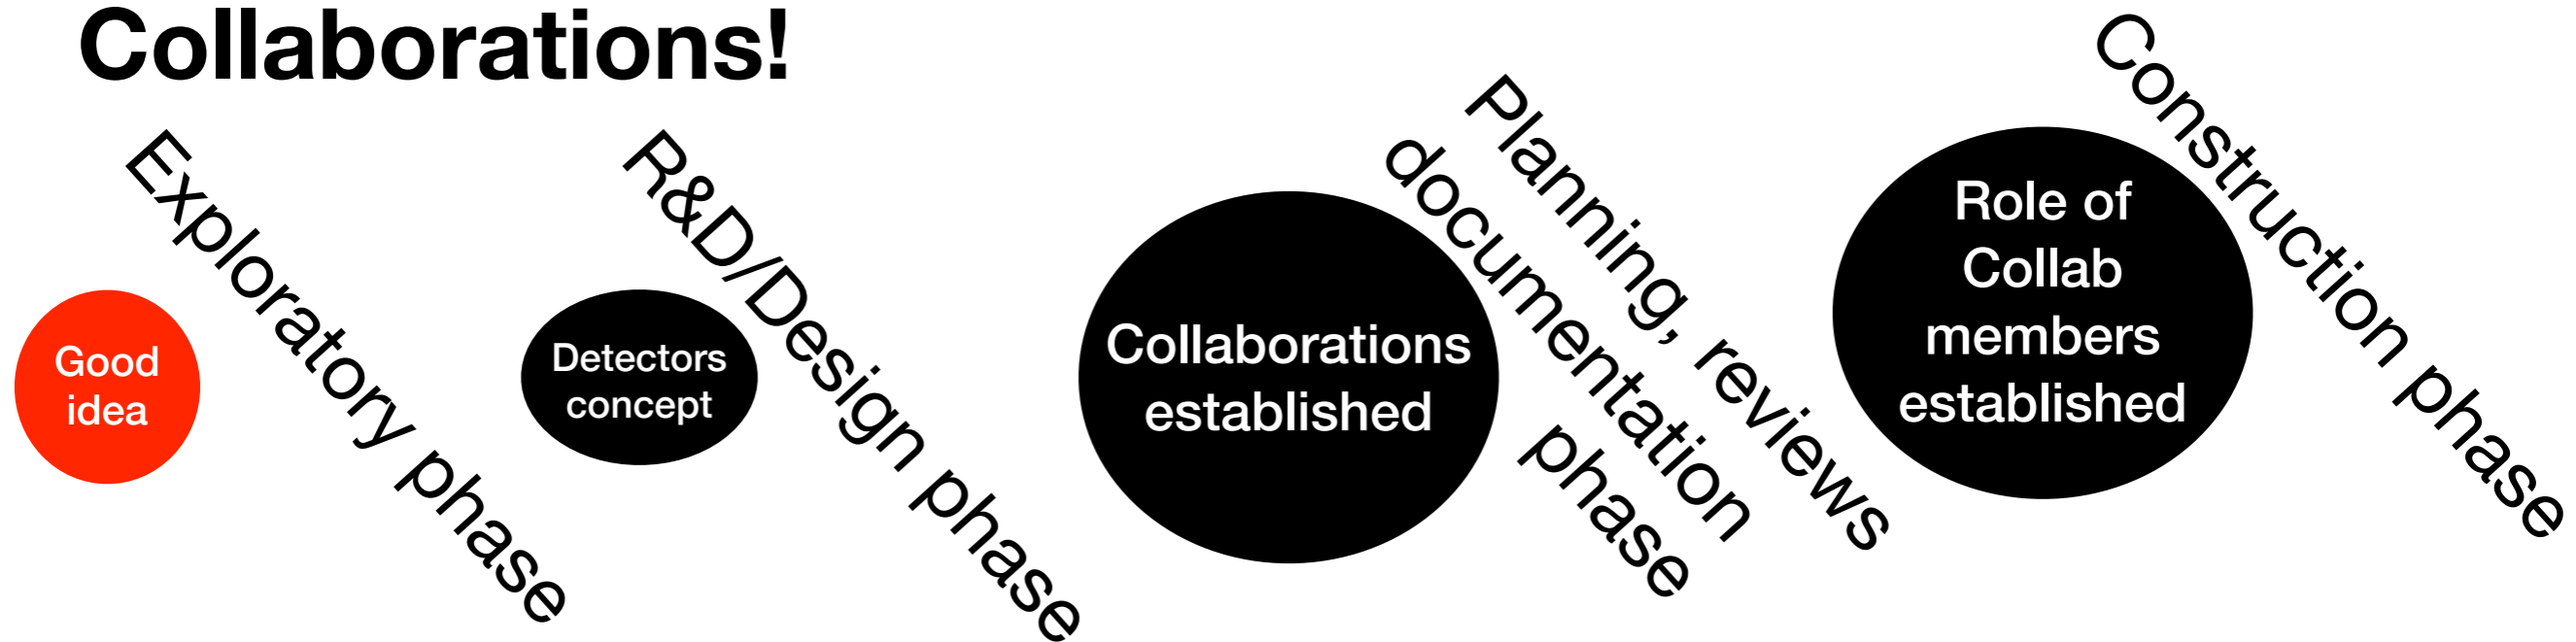 Collaborations!
Good
idea
Exploratory phase
Detectors
concept
R&D/Design phase
Collaborations
established
Planning, reviews
documentation
phase
Role of
Collab
members
established
Construction phase